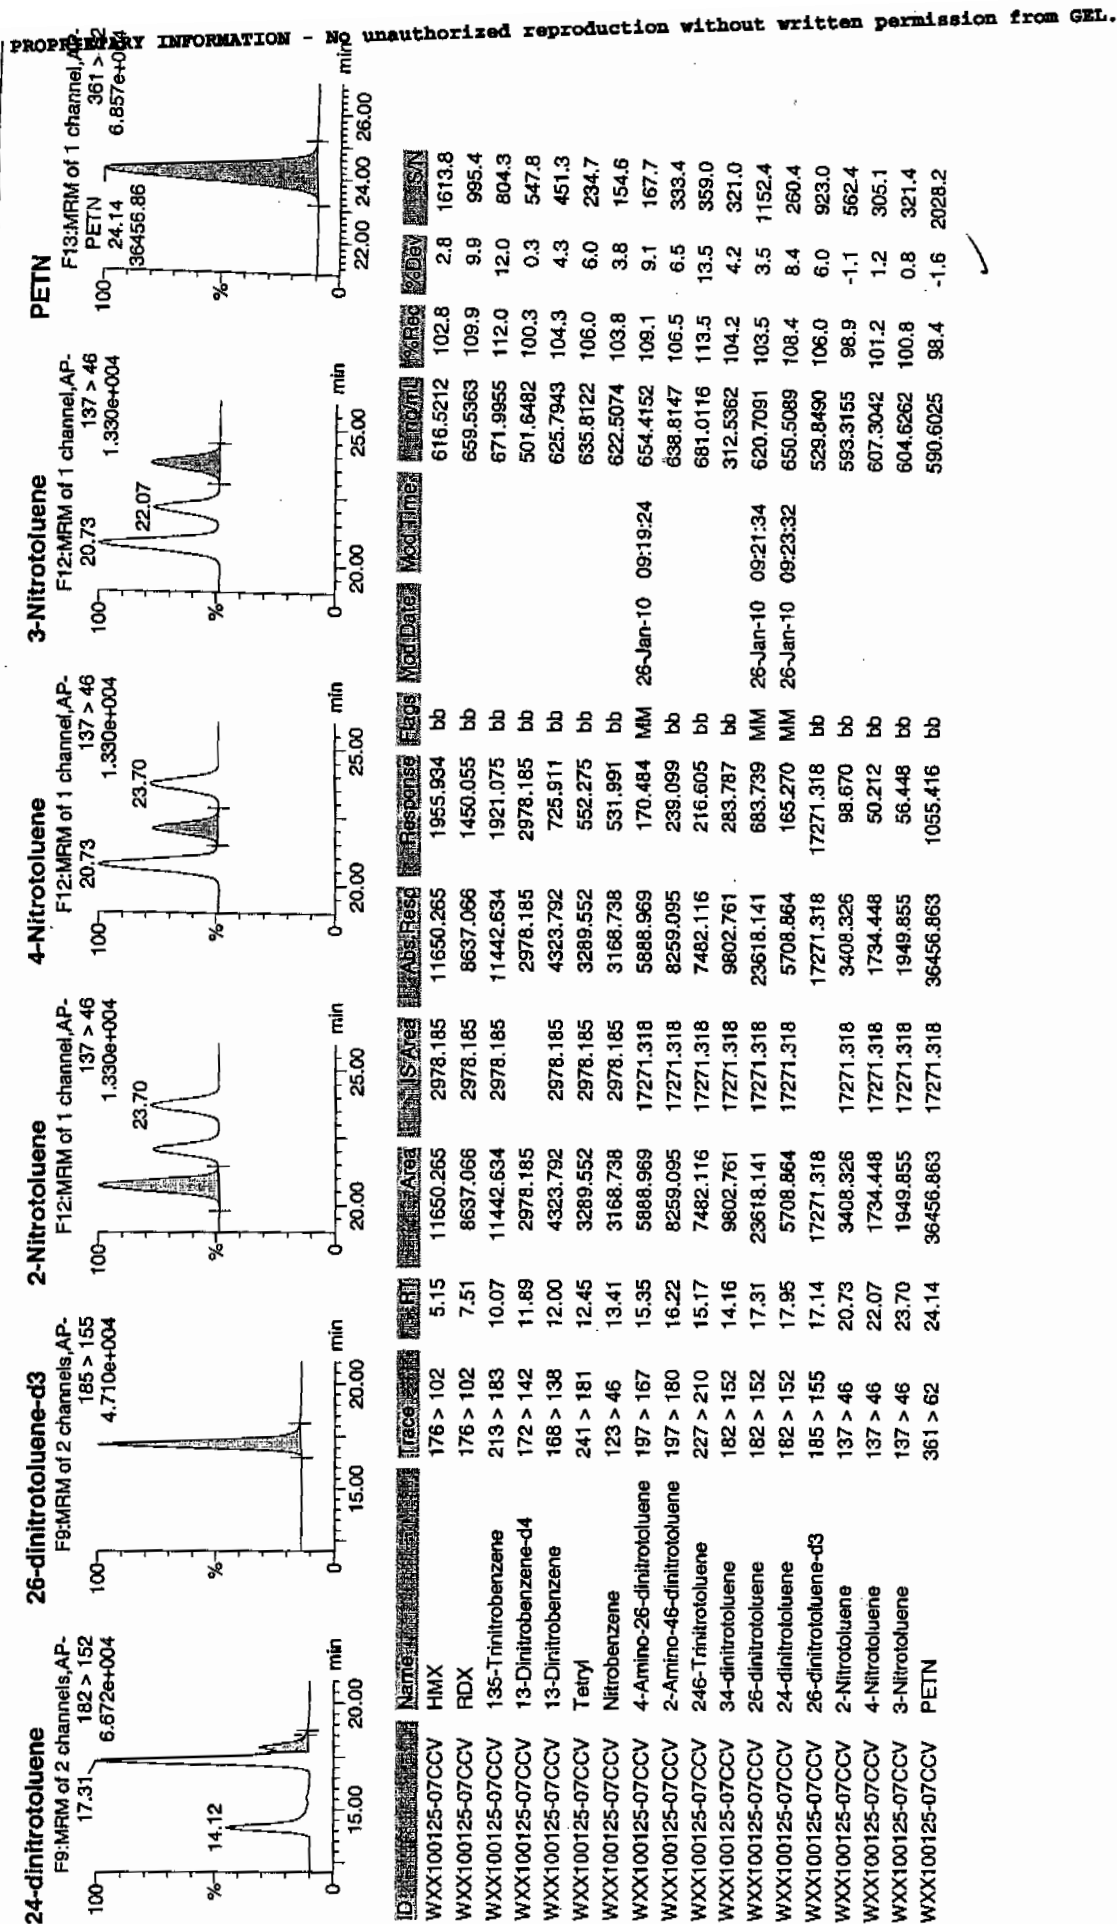 PROPRIETARY INFORMATION - No unauthorized reproduction without written permission from GEL.
24-dinitrotoluene
F9:MRM of 2 channels,AP-
182 > 152
6.672e+004
100
17.31
14.12
%
0
15.00 20.00 min
26-dinitrotoluene-d3
F9:MRM of 2 channels,AP-
185 > 155
4.710e+004
100
%
0
15.00 20.00 min
2-Nitrotoluene
F12:MRM of 1 channel,AP-
137 > 46
1.330e+004
100
23.70
%
0
20.00 25.00 min
4-Nitrotoluene
F12:MRM of 1 channel,AP-
20.73 137 > 46
1.330e+004
100
23.70
%
0
20.00 25.00 min
3-Nitrotoluene
F12:MRM of 1 channel,AP-
20.73 137 > 46
1.330e+004
100
22.07
%
0
20.00 25.00 min
PETN
F13:MRM of 1 channel,AP-
PETN 361 >
24.14 6.857e+004
36456.86
100
%
0
22.00 24.00 26.00 min
ID Name Trace RT Area IS Area Abs Resp Response Flags Mod Date Mod Time ng/mL %Rec %Dev S/N
WXX100125-07CCV HMX 176 > 102 5.15 11650.265 2978.185 11650.265 1955.934 bb 616.5212 102.8 2.8 1613.8
WXX100125-07CCV RDX 176 > 102 7.51 8637.066 2978.185 8637.066 1450.055 bb 659.5363 109.9 9.9 995.4
WXX100125-07CCV 135-Trinitrobenzene 213 > 183 10.07 11442.634 2978.185 11442.634 1921.075 bb 671.9955 112.0 12.0 804.3
WXX100125-07CCV 13-Dinitrobenzene-d4 172 > 142 11.89 2978.185 2978.185 2978.185 bb 501.6482 100.3 0.3 547.8
WXX100125-07CCV 13-Dinitrobenzene 168 > 138 12.00 4323.792 2978.185 4323.792 725.911 bb 625.7943 104.3 4.3 451.3
WXX100125-07CCV Tetryl 241 > 181 12.45 3289.552 2978.185 3289.552 552.275 bb 635.8122 106.0 6.0 234.7
WXX100125-07CCV Nitrobenzene 123 > 46 13.41 3168.738 2978.185 3168.738 531.991 bb 622.5074 103.8 3.8 154.6
WXX100125-07CCV 4-Amino-26-dinitrotoluene 197 > 167 15.35 5888.969 17271.318 5888.969 170.484 MM 26-Jan-10 09:19:24 654.4152 109.1 9.1 167.7
WXX100125-07CCV 2-Amino-46-dinitrotoluene 197 > 180 16.22 8259.095 17271.318 8259.095 239.099 bb 638.8147 106.5 6.5 333.4
WXX100125-07CCV 246-Trinitrotoluene 227 > 210 15.17 7482.116 17271.318 7482.116 216.605 bb 681.0116 113.5 13.5 359.0
WXX100125-07CCV 34-dinitrotoluene 182 > 152 14.16 9802.761 17271.318 9802.761 283.787 bb 312.5362 104.2 4.2 321.0
WXX100125-07CCV 26-dinitrotoluene 182 > 152 17.31 23618.141 17271.318 23618.141 683.739 MM 26-Jan-10 09:21:34 620.7091 103.5 3.5 1152.4
WXX100125-07CCV 24-dinitrotoluene 182 > 152 17.95 5708.864 17271.318 5708.864 165.270 MM 26-Jan-10 09:23:32 650.5089 108.4 8.4 260.4
WXX100125-07CCV 26-dinitrotoluene-d3 185 > 155 17.14 17271.318 17271.318 17271.318 bb 529.8490 106.0 6.0 923.0
WXX100125-07CCV 2-Nitrotoluene 137 > 46 20.73 3408.326 17271.318 3408.326 98.670 bb 593.3155 98.9 -1.1 562.4
WXX100125-07CCV 4-Nitrotoluene 137 > 46 22.07 1734.448 17271.318 1734.448 50.212 bb 607.3042 101.2 1.2 305.1
WXX100125-07CCV 3-Nitrotoluene 137 > 46 23.70 1949.855 17271.318 1949.855 56.448 bb 604.6262 100.8 0.8 321.4
WXX100125-07CCV PETN 361 > 62 24.14 36456.863 17271.318 36456.863 1055.416 bb 590.6025 98.4 -1.6 2028.2